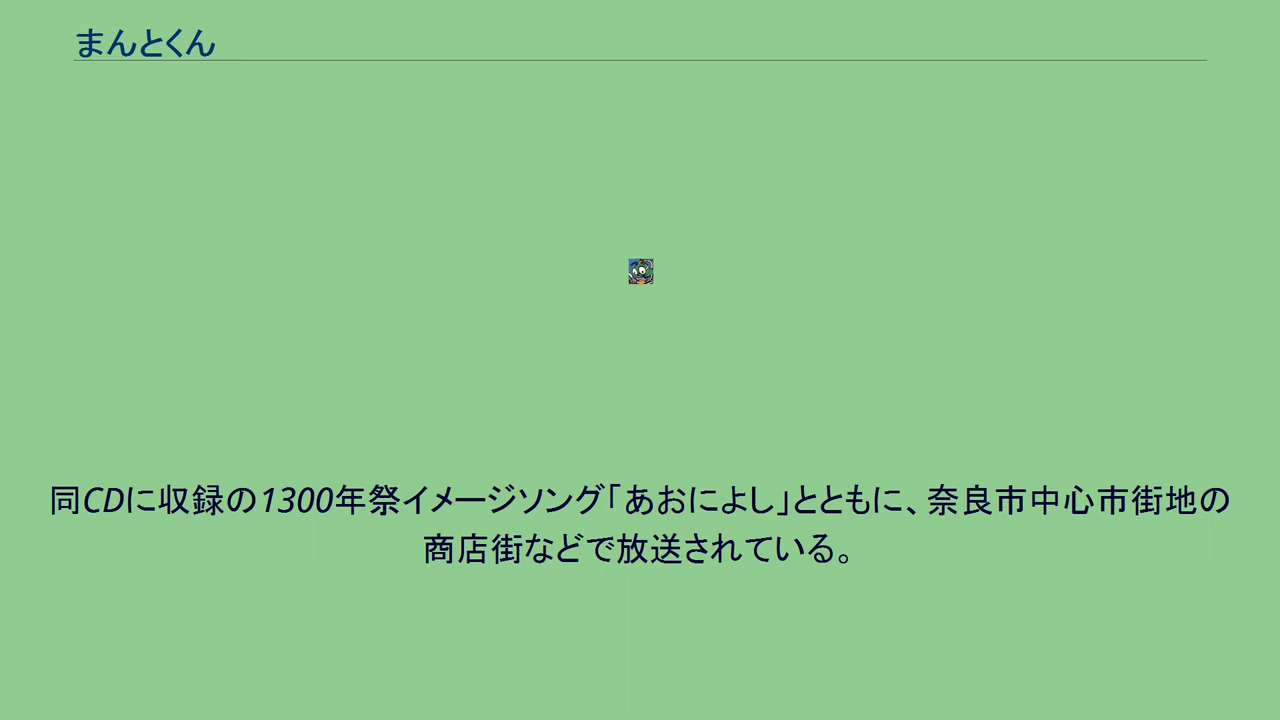 まんとくん
同CDに収録の1300年祭イメージソング「あおによし」とともに、奈良市中心市街地の
商店街などで放送されている。